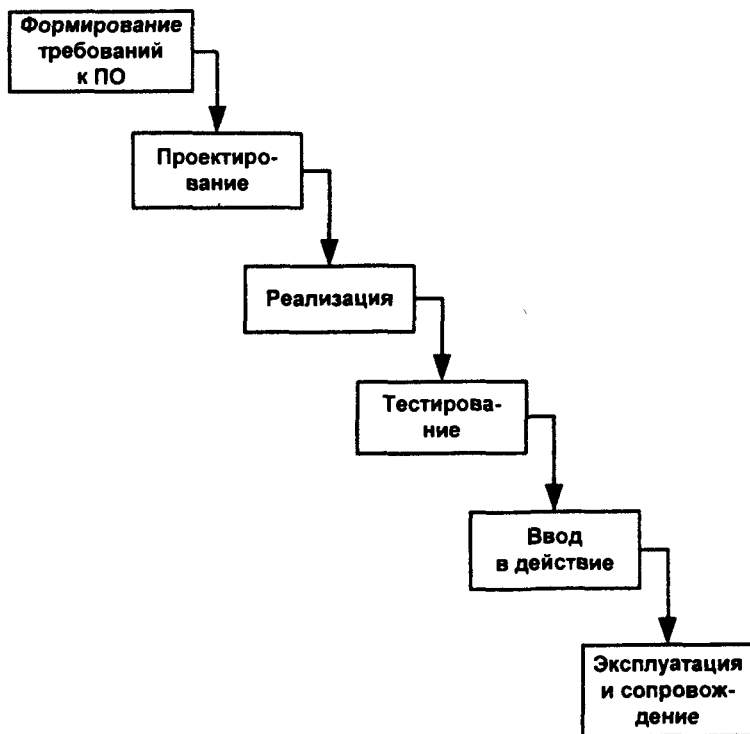 Формирование
требований
к ПО
Проектиро-
вание
Реализация
Тестирова-
ние
Ввод
в действие
Эксплуатация
и сопровож-
дение